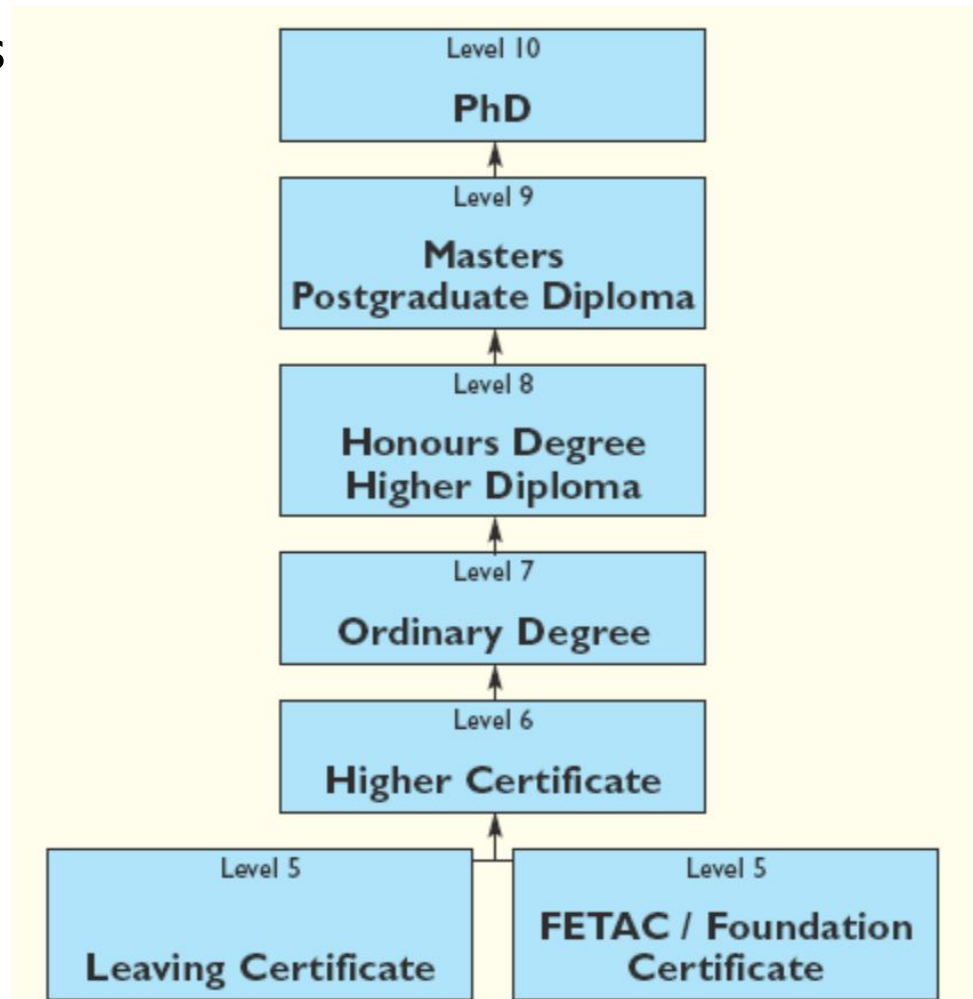 s
Level 10
PhD
Level 9
Masters
Postgraduate Diploma
Level 8
Honours Degree
Higher Diploma
Level 7
Ordinary Degree
Level 6
Higher Certificate
Level 5
Leaving Certificate
Level 5
FETAC / Foundation
Certificate